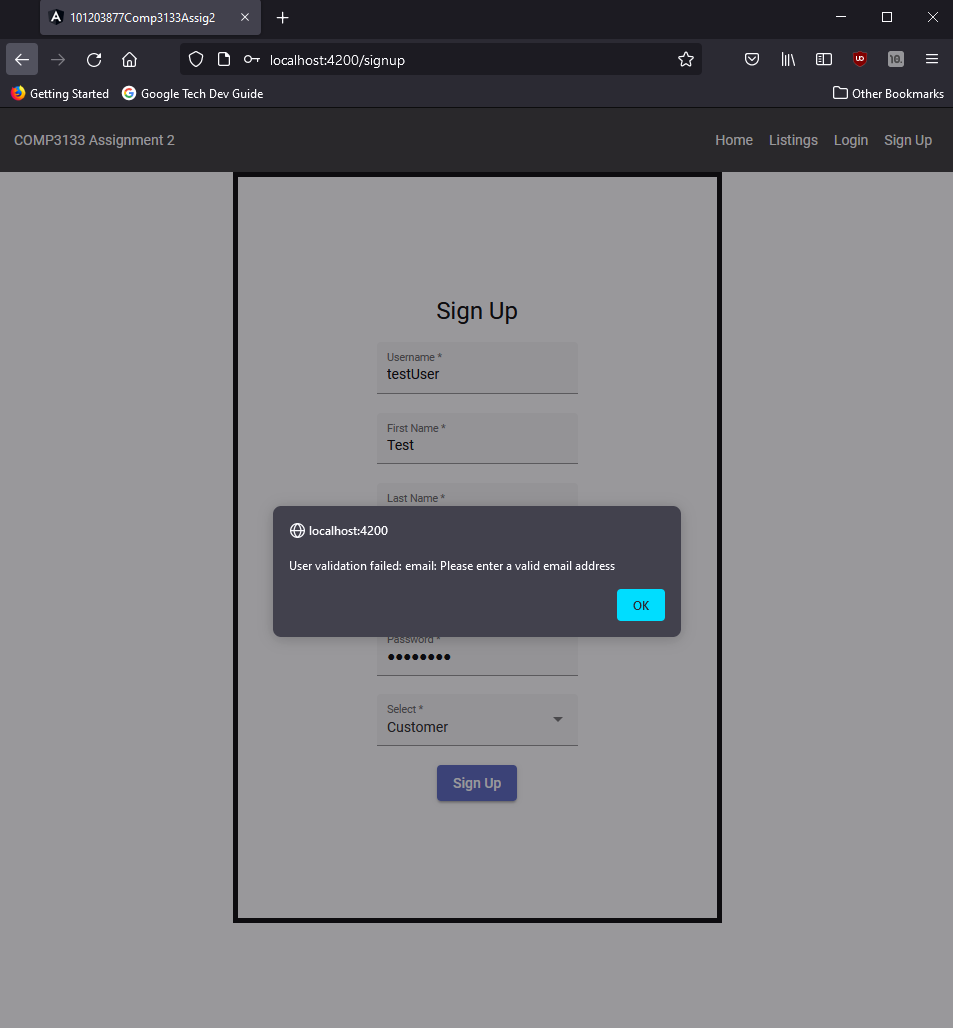 101203877Comp3133Assig2
localhost:4200/signup
Getting Started
Google Tech Dev Guide
Other Bookmarks
COMP3133 Assignment 2
Home
Listings
Login
Sign Up
Sign Up
Username *
testUser
First Name *
Test
Last Name *
localhost:4200
User validation failed: email: Please enter a valid email address
OK
Password *
••••••••
Select *
Customer
Sign Up